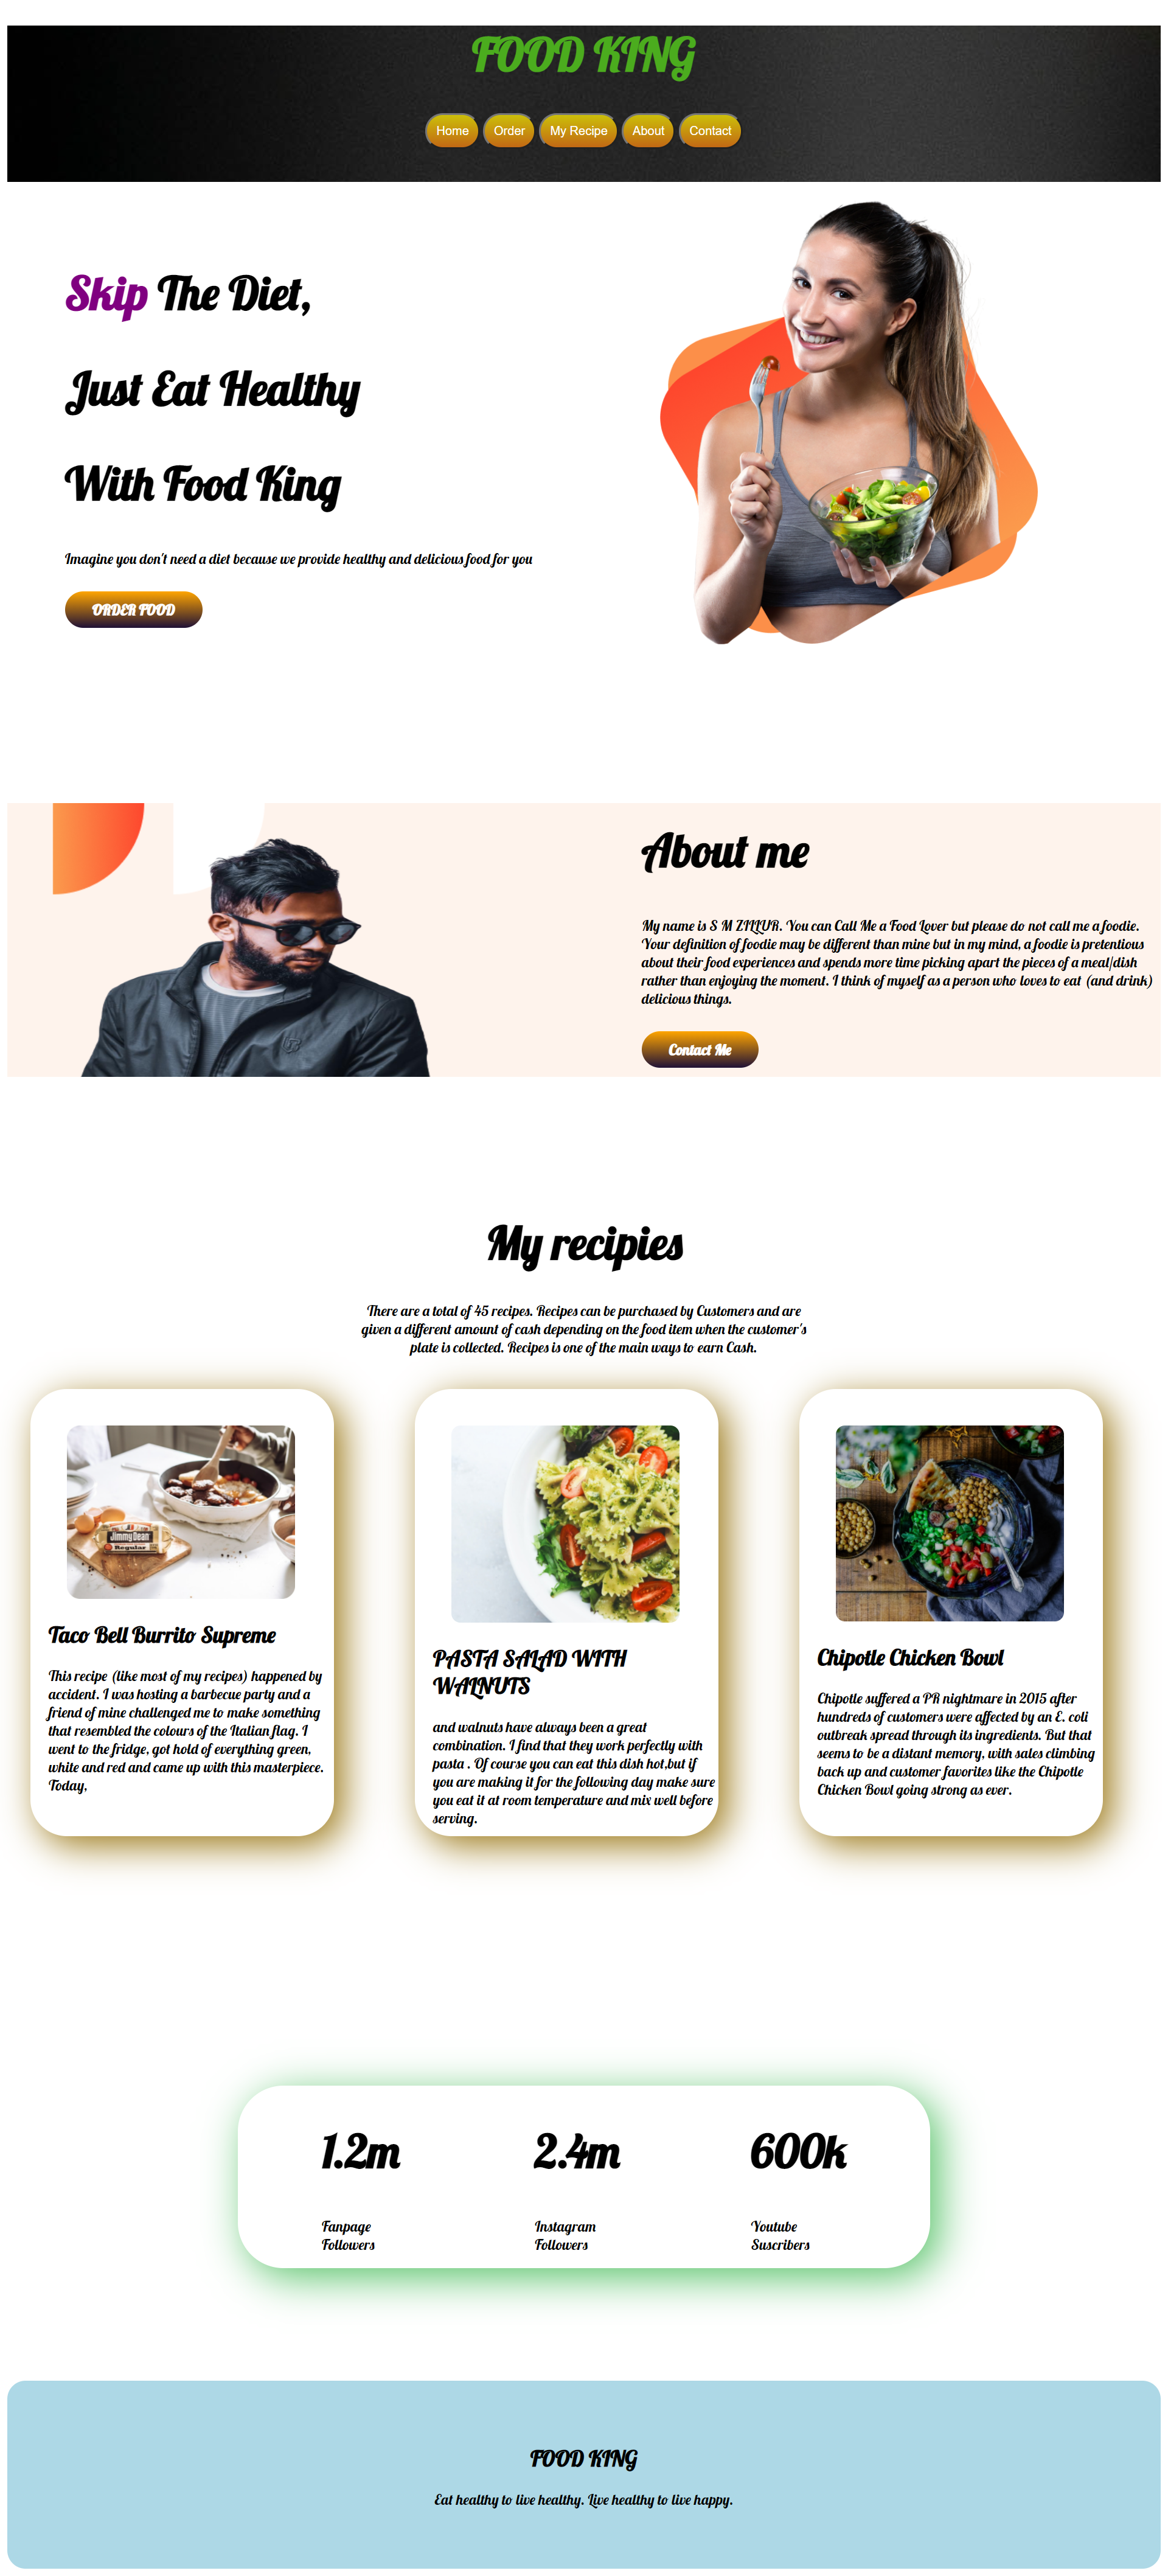 FOOD KING
Home Order My Recipe About Contact
Skip The Diet,
Just Eat Healthy
With Food King
Imagine you don't need a diet because we provide healthy and delicious food for you
ORDER FOOD
About me
My name is S M ZILLUR. You can Call Me a Food Lover but please do not call me a foodie.
Your definition of foodie may be different than mine but in my mind, a foodie is pretentious
about their food experiences and spends more time picking apart the pieces of a meal/dish
rather than enjoying the moment. I think of myself as a person who loves to eat (and drink)
delicious things.
Contact Me
My recipies
There are a total of 45 recipes. Recipes can be purchased by Customers and are
given a different amount of cash depending on the food item when the customer's
plate is collected. Recipes is one of the main ways to earn Cash.
Jimmy Dean
Regular
Taco Bell Burrito Supreme
This recipe (like most of my recipes) happened by
accident. I was hosting a barbecue party and a
friend of mine challenged me to make something
that resembled the colours of the Italian flag. I
went to the fridge, got hold of everything green,
white and red and came up with this masterpiece.
Today,
PASTA SALAD WITH
WALNUTS
and walnuts have always been a great
combination. I find that they work perfectly with
pasta . Of course you can eat this dish hot,but if
you are making it for the following day make sure
you eat it at room temperature and mix well before
serving.
Chipotle Chicken Bowl
Chipotle suffered a PR nightmare in 2015 after
hundreds of customers were affected by an E. coli
outbreak spread through its ingredients. But that
seems to be a distant memory, with sales climbing
back up and customer favorites like the Chipotle
Chicken Bowl going strong as ever.
1.2m
Fanpage
Followers
2.4m
Instagram
Followers
600k
Youtube
Suscribers
FOOD KING
Eat healthy to live healthy. Live healthy to live happy.